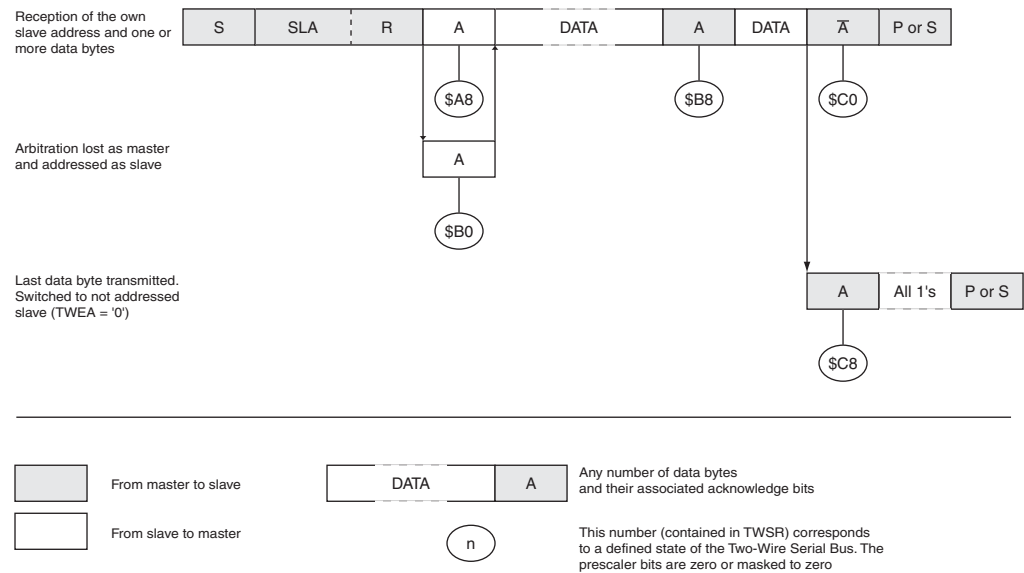 Reception of the own
slave address and one or
more data bytes
S SLA R A DATA A DATA A̅ P or S
$A8 $B8 $C0
Arbitration lost as master
and addressed as slave
A
$B0
Last data byte transmitted.
Switched to not addressed
slave (TWEA = '0')
A All 1's P or S
$C8
From master to slave
DATA A
Any number of data bytes
and their associated acknowledge bits
From slave to master
n
This number (contained in TWSR) corresponds
to a defined state of the Two-Wire Serial Bus. The
prescaler bits are zero or masked to zero